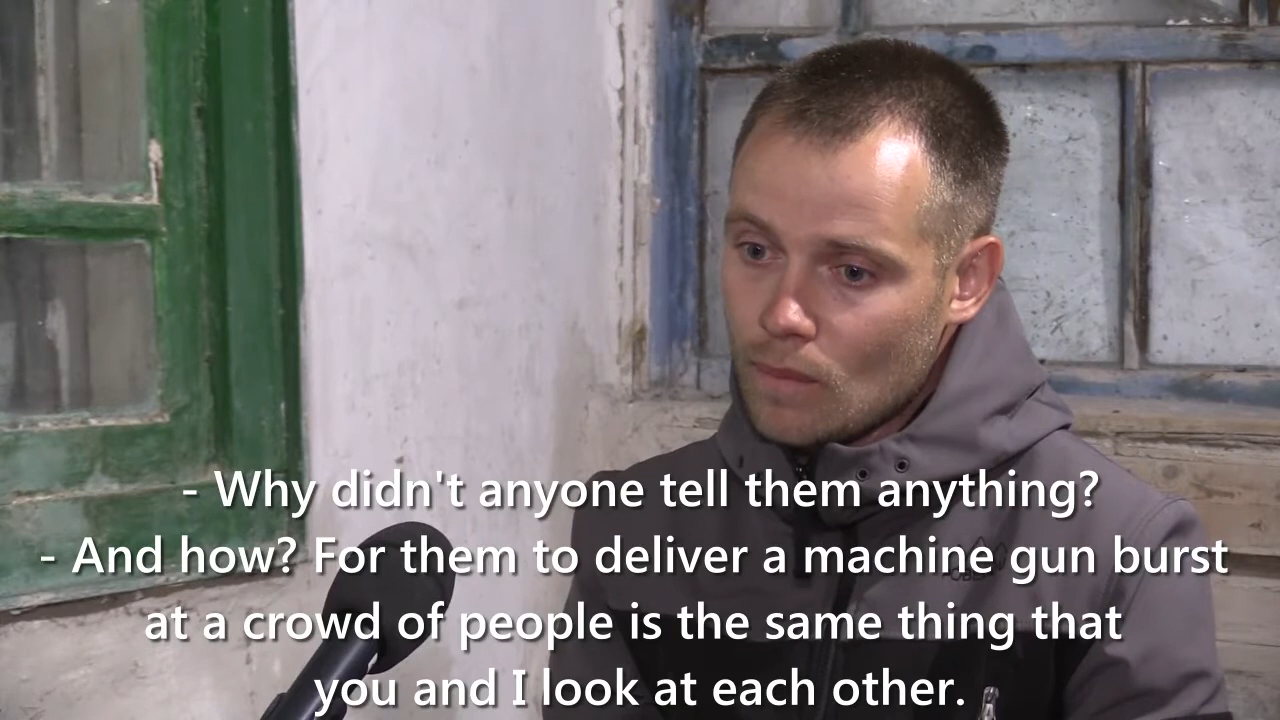 - Why didn't anyone tell them anything?
- And how? For them to deliver a machine gun burst
at a crowd of people is the same thing that
you and I look at each other.